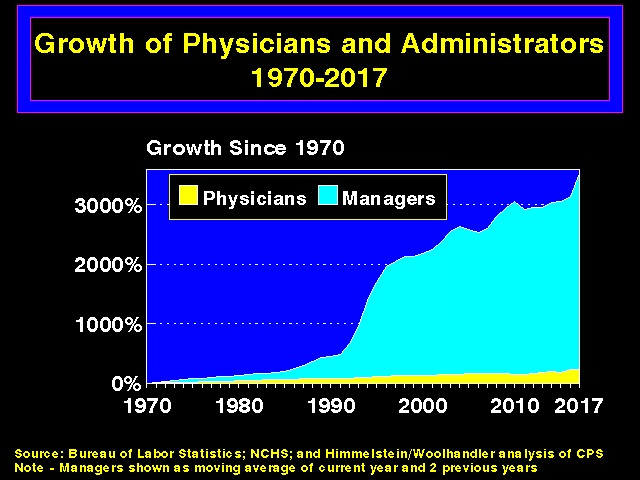 Growth of Physicians and Administrators
1970-2017
Growth Since 1970
Physicians Managers
3000%
2000%
1000%
0%
1970 1980 1990 2000 2010 2017
Source: Bureau of Labor Statistics; NCHS; and Himmelstein/Woolhandler analysis of CPS
Note - Managers shown as moving average of current year and 2 previous years